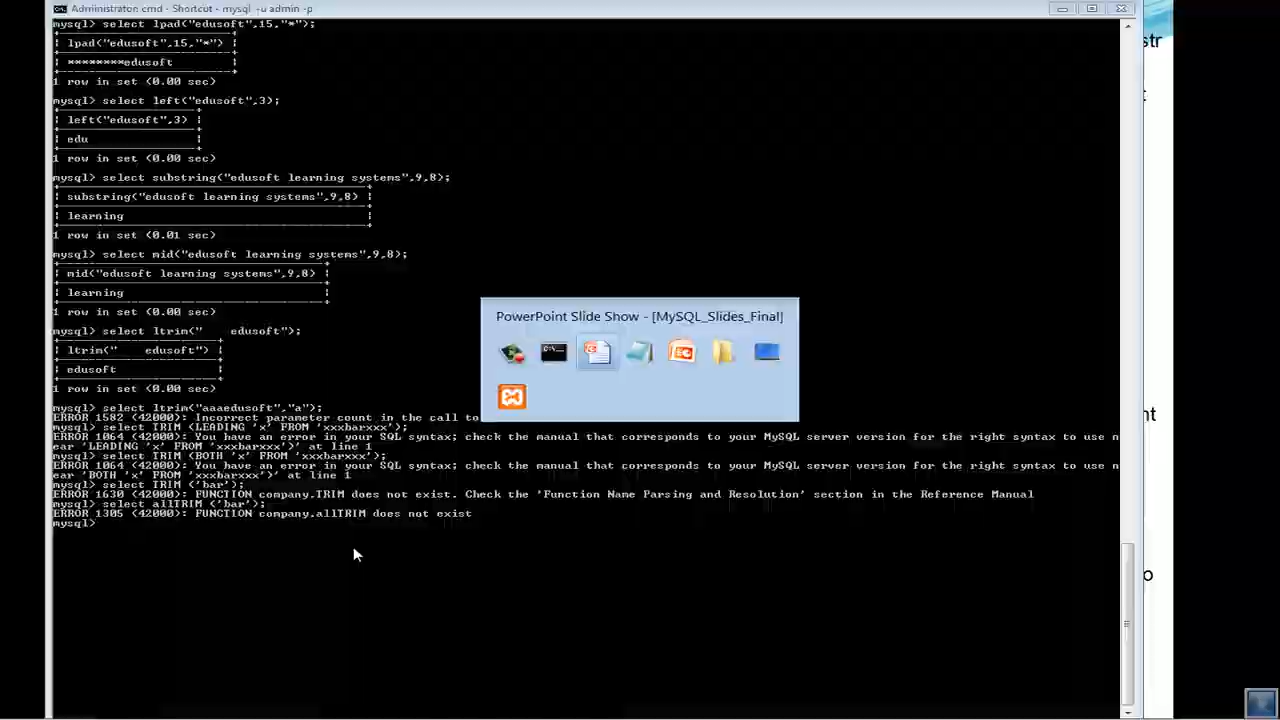 Administrator: cmd - Shortcut - mysql -u admin -p
mysql> select lpad("edusoft",15,"*");
| lpad("edusoft",15,"*") |
| ********edusoft |
1 row in set (0.00 sec)
mysql> select left("edusoft",3);
| left("edusoft",3) |
| edu |
1 row in set (0.00 sec)
mysql> select substring("edusoft learning systems",9,8);
| substring("edusoft learning systems",9,8) |
| learning |
1 row in set (0.01 sec)
mysql> select mid("edusoft learning systems",9,8);
| mid("edusoft learning systems",9,8) |
| learning |
1 row in set (0.00 sec)
mysql> select ltrim("    edusoft");
| ltrim("    edusoft") |
| edusoft |
1 row in set (0.00 sec)
mysql> select ltrim("aaaedusoft","a");
ERROR 1582 (42000): Incorrect parameter count in the call to
mysql> select TRIM (LEADING 'x' FROM 'xxxbarxxx');
ERROR 1064 (42000): You have an error in your SQL syntax; check the manual that corresponds to your MySQL server version for the right syntax to use n
ear 'LEADING 'x' FROM 'xxxbarxxx')' at line 1
mysql> select TRIM (BOTH 'x' FROM 'xxxbarxxx');
ERROR 1064 (42000): You have an error in your SQL syntax; check the manual that corresponds to your MySQL server version for the right syntax to use n
ear 'BOTH 'x' FROM 'xxxbarxxx')' at line 1
mysql> select TRIM ('bar');
ERROR 1630 (42000): FUNCTION company.TRIM does not exist. Check the 'Function Name Parsing and Resolution' section in the Reference Manual
mysql> select allTRIM ('bar');
ERROR 1305 (42000): FUNCTION company.allTRIM does not exist
mysql>
PowerPoint Slide Show - [MySQL_Slides_Final]
str
nt
o